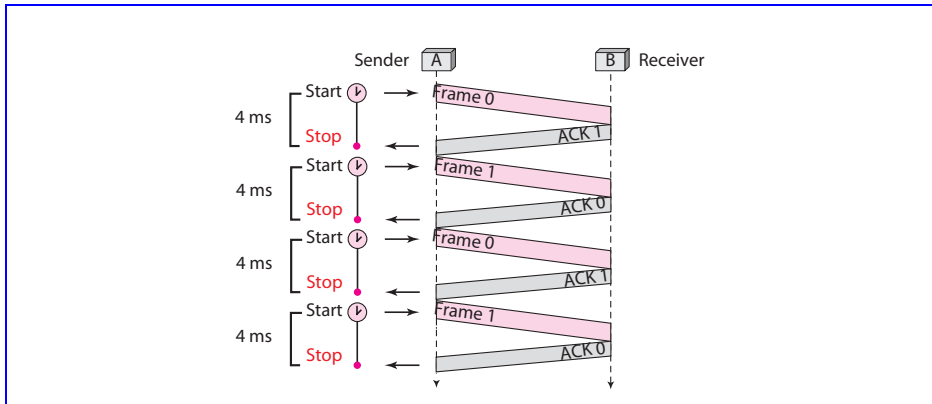 Sender A B Receiver
Start Frame 0
4 ms
Stop ACK 1
Start Frame 1
4 ms
Stop ACK 0
Start Frame 0
4 ms
Stop ACK 1
Start Frame 1
4 ms
Stop ACK 0